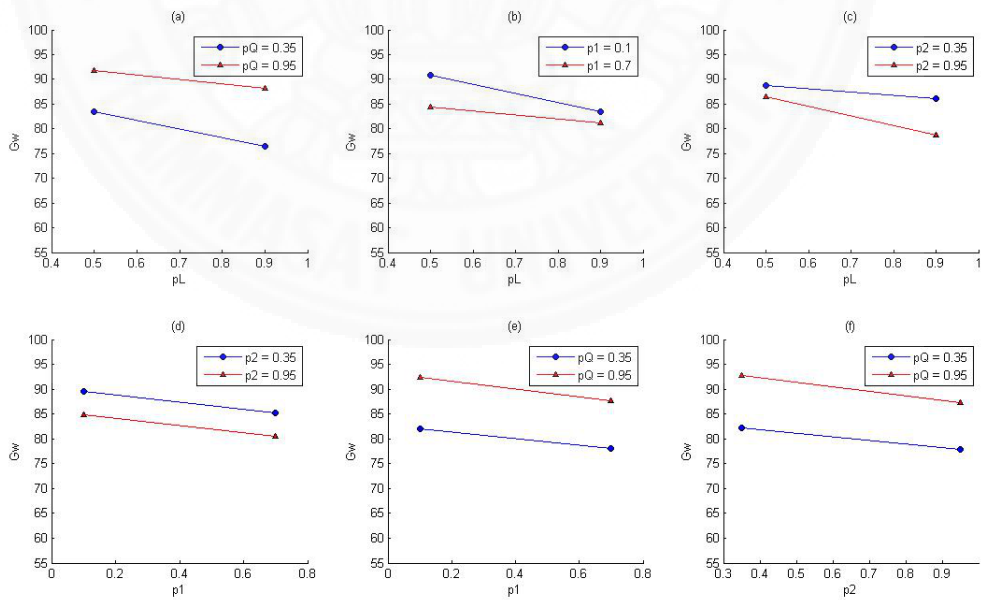 (a)
100
95
90
85
80
75
70
65
60
55
Gw
pQ = 0.35
pQ = 0.95
0.4 0.5 0.6 0.7 0.8 0.9 1
pL
(b)
100
95
90
85
80
75
70
65
60
55
Gw
p1 = 0.1
p1 = 0.7
0.4 0.5 0.6 0.7 0.8 0.9 1
pL
(c)
100
95
90
85
80
75
70
65
60
55
Gw
p2 = 0.35
p2 = 0.95
0.4 0.5 0.6 0.7 0.8 0.9 1
pL
(d)
100
95
90
85
80
75
70
65
60
55
Gw
p2 = 0.35
p2 = 0.95
0 0.2 0.4 0.6 0.8
p1
(e)
100
95
90
85
80
75
70
65
60
55
Gw
pQ = 0.35
pQ = 0.95
0 0.2 0.4 0.6 0.8
p1
(f)
100
95
90
85
80
75
70
65
60
55
Gw
pQ = 0.35
pQ = 0.95
0.3 0.4 0.5 0.6 0.7 0.8 0.9
p2